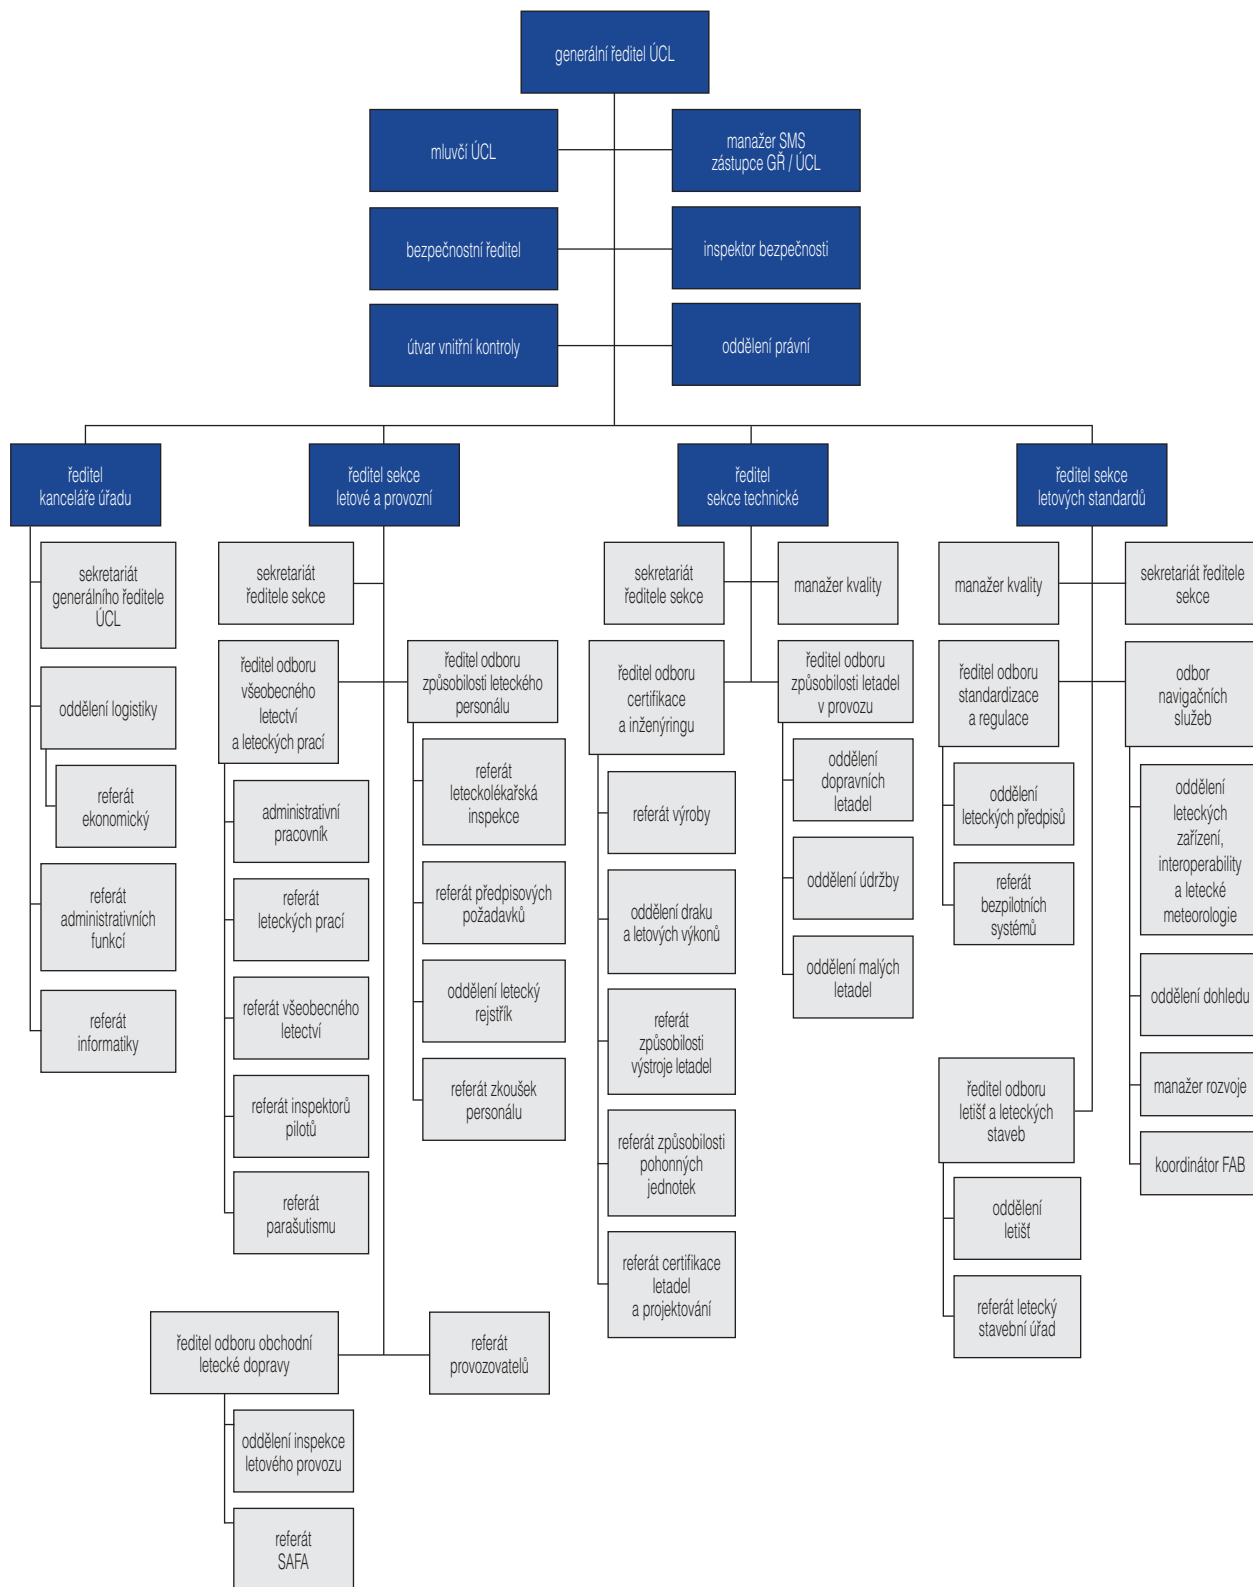 generální ředitel ÚCL
mluvčí ÚCL
manažer SMS
zástupce GŘ / ÚCL
bezpečnostní ředitel
inspektor bezpečnosti
útvar vnitřní kontroly
oddělení právní
ředitel
kanceláře úřadu
sekretariát
generálního ředitele
ÚCL
oddělení logistiky
referát
ekonomický
referát
administrativních
funkcí
referát
informatiky
ředitel sekce
letové a provozní
sekretariát
ředitele sekce
ředitel odboru
všeobecného
letectví
a leteckých prací
administrativní
pracovník
referát
leteckých prací
referát všeobecného
letectví
referát inspektorů
pilotů
referát
parašutismu
ředitel odboru
způsobilosti leteckého
personálu
referát
leteckolékařská
inspekce
referát předpisových
požadavků
oddělení letecký
rejstřík
referát zkoušek
personálu
ředitel odboru obchodní
letecké dopravy
oddělení inspekce
letového provozu
referát
SAFA
referát
provozovatelů
ředitel
sekce technické
sekretariát
ředitele sekce
manažer kvality
ředitel odboru
certifikace
a inženýringu
referát výroby
oddělení draku
a letových výkonů
referát
způsobilosti
výstroje letadel
referát způsobilosti
pohonných
jednotek
referát certifikace
letadel
a projektování
ředitel odboru
způsobilosti letadel
v provozu
oddělení
dopravních
letadel
oddělení údržby
oddělení malých
letadel
ředitel sekce
letových standardů
manažer kvality
sekretariát ředitele
sekce
ředitel odboru
standardizace
a regulace
oddělení
leteckých předpisů
referát
bezpilotních
systémů
odbor
navigačních
služeb
oddělení
leteckých
zařízení,
interoperability
a letecké
meteorologie
oddělení dohledu
manažer rozvoje
koordinátor FAB
ředitel odboru
letišť a leteckých
staveb
oddělení
letišť
referát letecký
stavební úřad